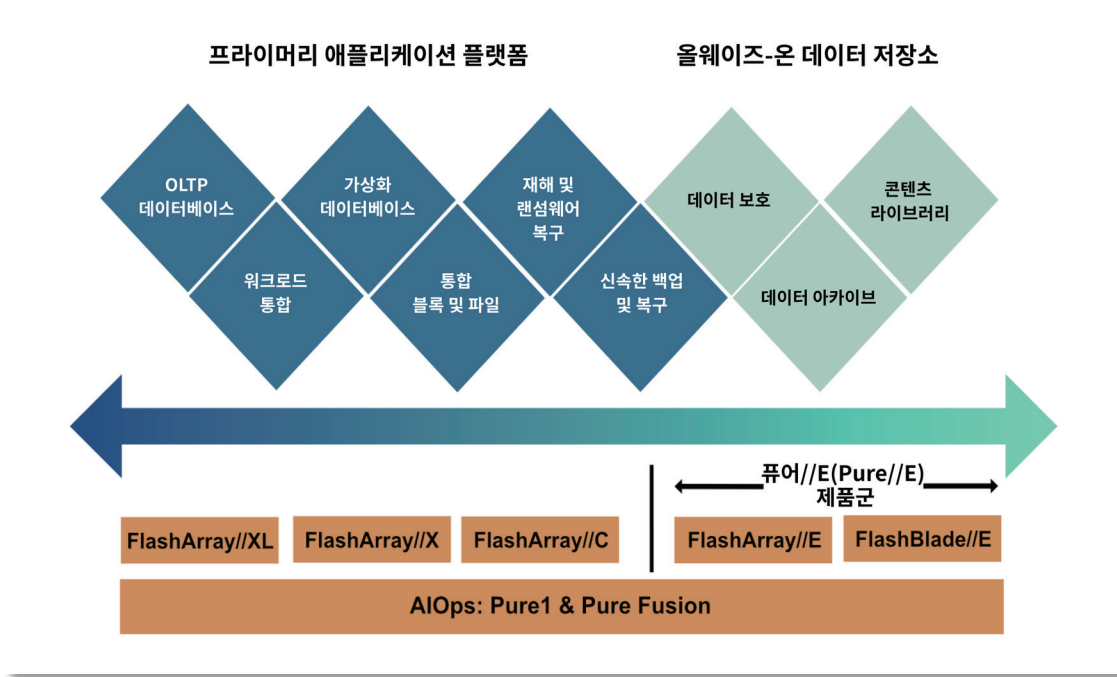 프라이머리 애플리케이션 플랫폼
올웨이즈-온 데이터 저장소
OLTP
데이터베이스
가상화
데이터베이스
재해 및
랜섬웨어
복구
데이터 보호
콘텐츠
라이브러리
워크로드
통합
통합
블록 및 파일
신속한 백업
및 복구
데이터 아카이브
퓨어//E(Pure//E)
제품군
FlashArray//XL
FlashArray//X
FlashArray//C
FlashArray//E
FlashBlade//E
AIOps: Pure1 & Pure Fusion